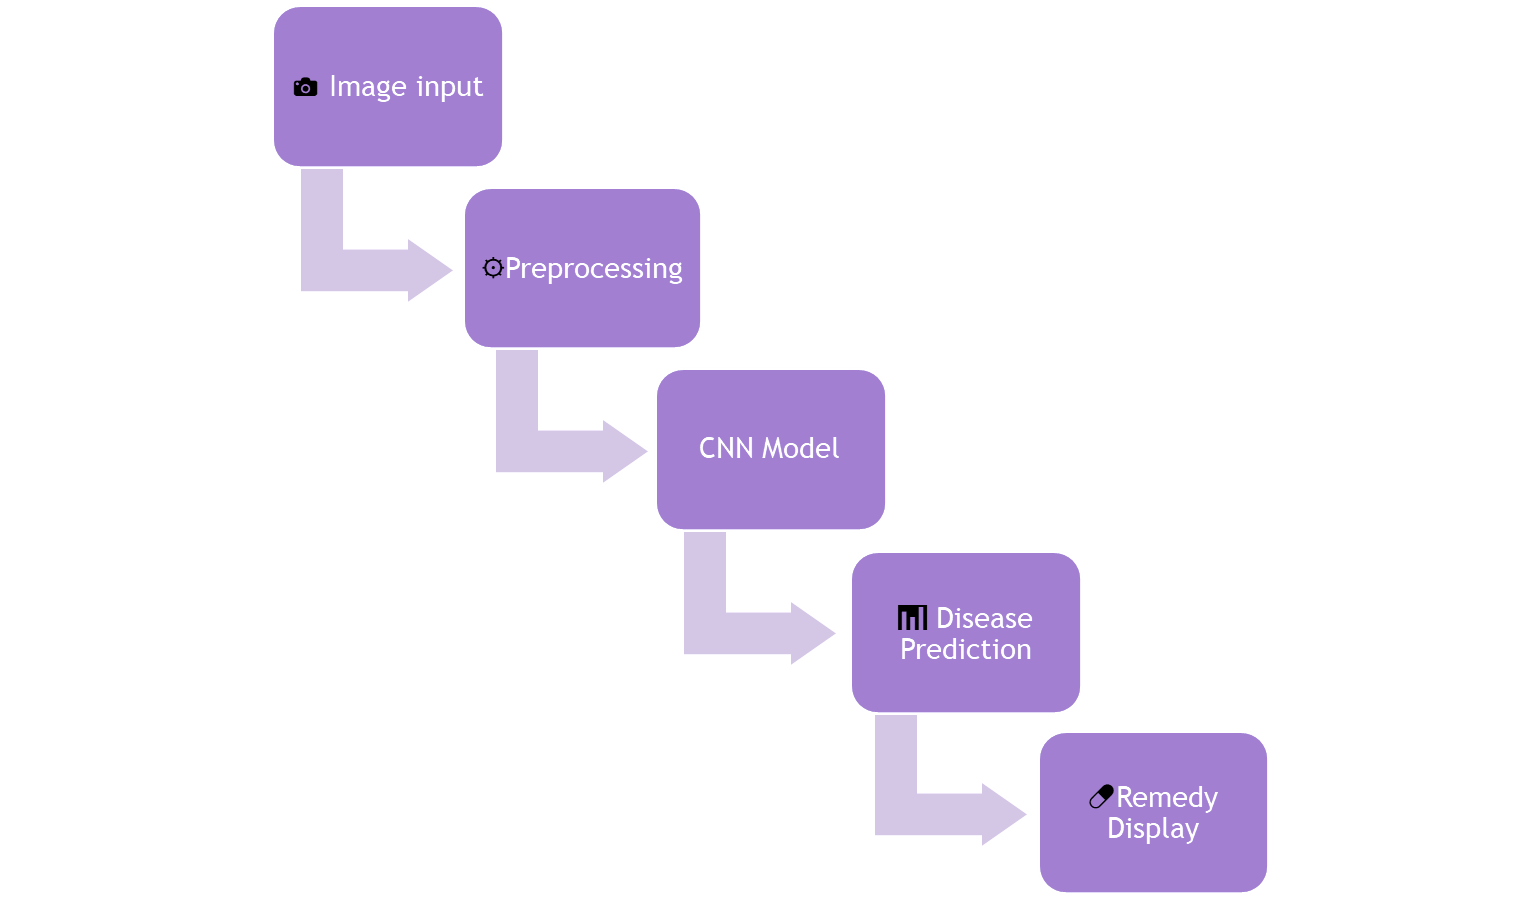 Image input
Preprocessing
CNN Model
Disease
Prediction
Remedy
Display